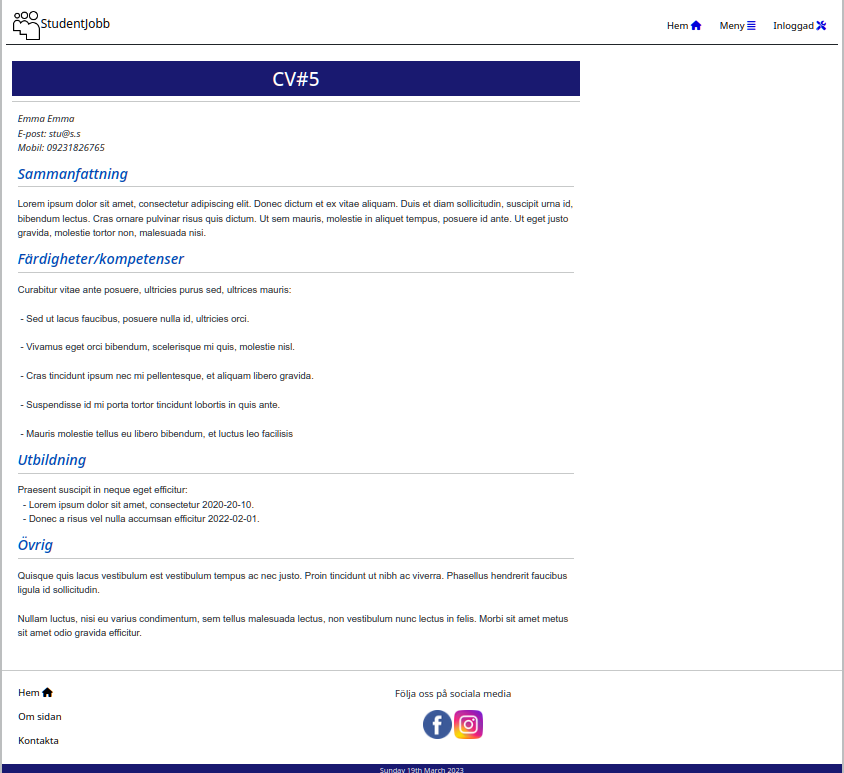 StudentJobb
Hem
Meny
Inloggad
CV#5
Emma Emma
E-post: stu@s.s
Mobil: 09231826765
Sammanfattning
Lorem ipsum dolor sit amet, consectetur adipiscing elit. Donec dictum et ex vitae aliquam. Duis et diam sollicitudin, suscipit urna id,
bibendum lectus. Cras ornare pulvinar risus quis dictum. Ut sem mauris, molestie in aliquet tempus, posuere id ante. Ut eget justo
gravida, molestie tortor non, malesuada nisi.
Färdigheter/kompetenser
Curabitur vitae ante posuere, ultricies purus sed, ultrices mauris:
- Sed ut lacus faucibus, posuere nulla id, ultricies orci.
- Vivamus eget orci bibendum, scelerisque mi quis, molestie nisl.
- Cras tincidunt ipsum nec mi pellentesque, et aliquam libero gravida.
- Suspendisse id mi porta tortor tincidunt lobortis in quis ante.
- Mauris molestie tellus eu libero bibendum, et luctus leo facilisis
Utbildning
Praesent suscipit in neque eget efficitur:
- Lorem ipsum dolor sit amet, consectetur 2020-20-10.
- Donec a risus vel nulla accumsan efficitur 2022-02-01.
Övrig
Quisque quis lacus vestibulum est vestibulum tempus ac nec justo. Proin tincidunt ut nibh ac viverra. Phasellus hendrerit faucibus
ligula id sollicitudin.
Nullam luctus, nisi eu varius condimentum, sem tellus malesuada lectus, non vestibulum nunc lectus in felis. Morbi sit amet metus
sit amet odio gravida efficitur.
Hem
Om sidan
Kontakta
Följa oss på sociala media
Sunday 19th March 2023